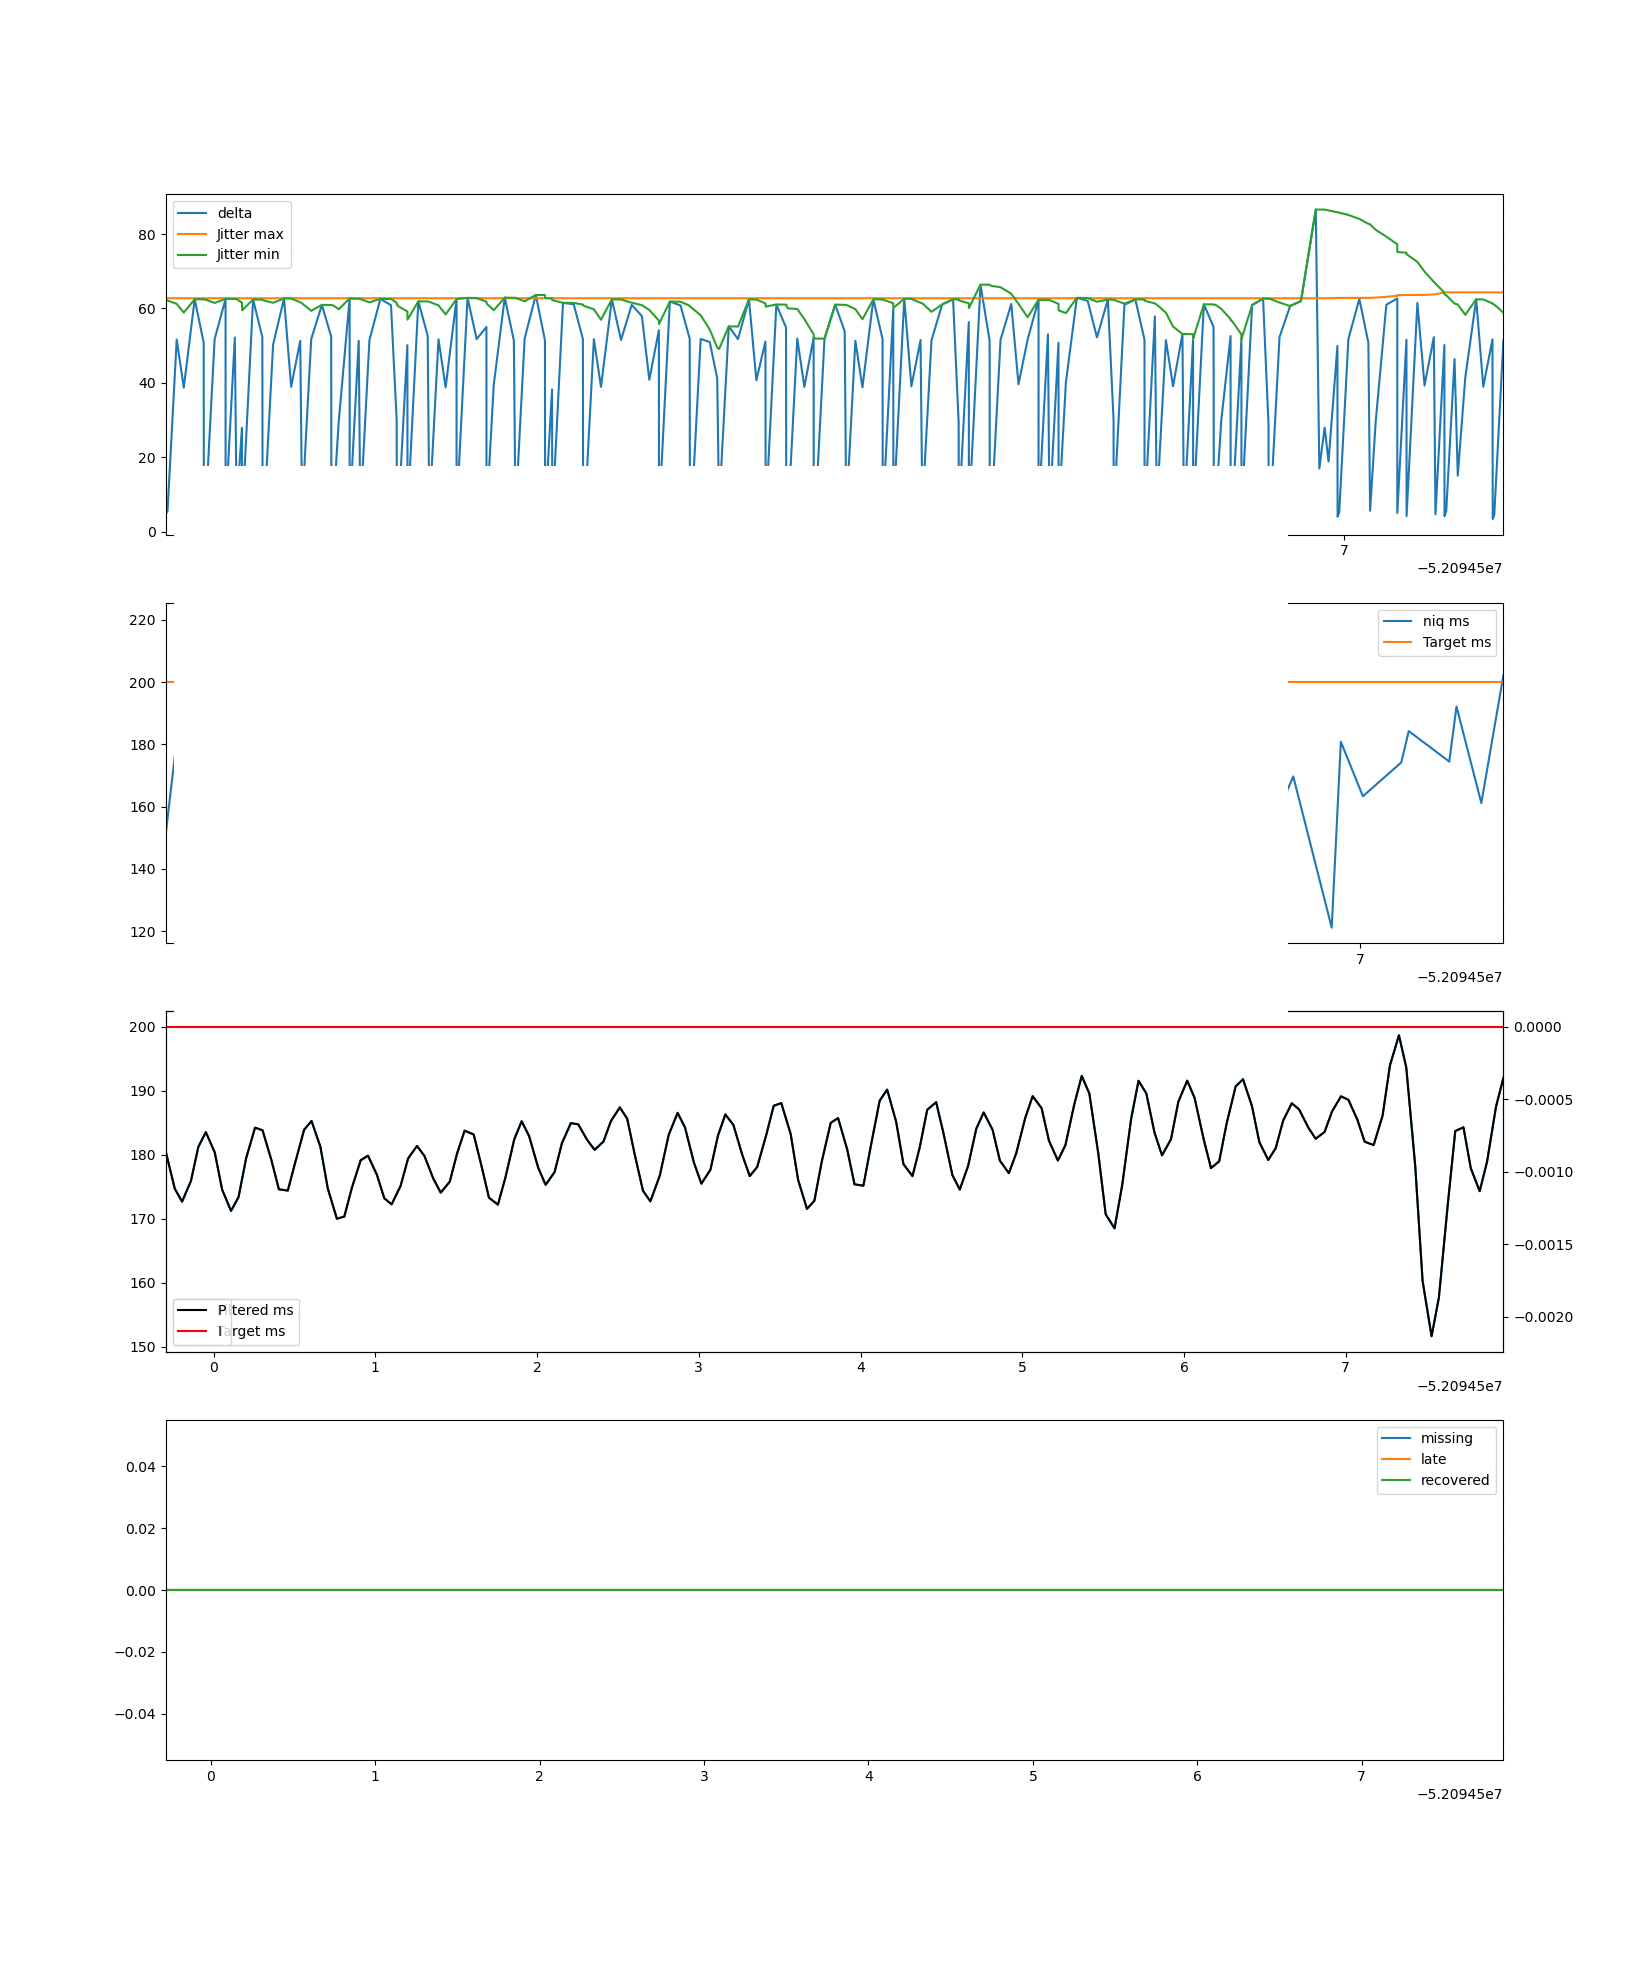 delta
Jitter max
Jitter min
80
60
40
20
0
7
−5.20945e7
220
200
180
160
140
120
niq ms
Target ms
7
−5.20945e7
200
190
180
170
160
150
0.0000
−0.0005
−0.0010
−0.0015
−0.0020
P tered ms
I arget ms
0 1 2 3 4 5 6 7
−5.20945e7
0.04
0.02
0.00
−0.02
−0.04
missing
late
recovered
0 1 2 3 4 5 6 7
−5.20945e7